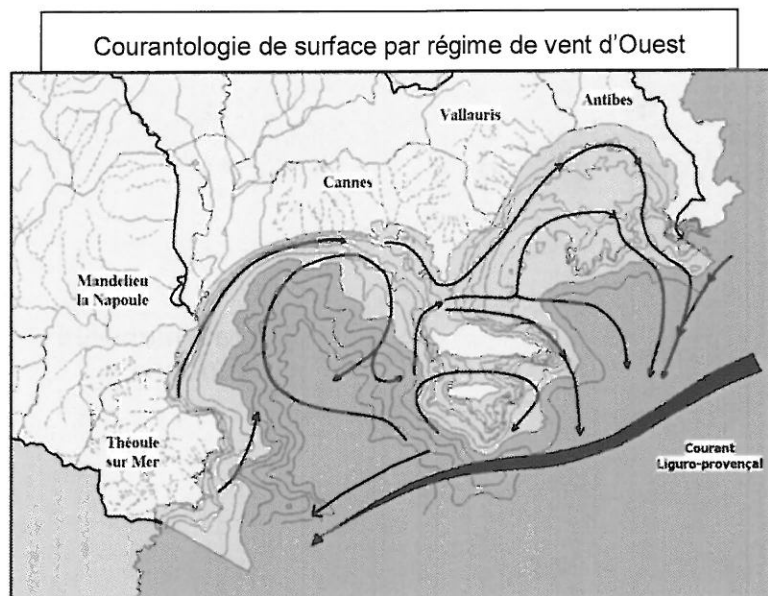 Courantologie de surface par régime de vent d'Ouest
Antibes
Vallauris
Cannes
Mandelieu
la Napoule
Théoule
sur Mer
Courant
Liguro-provençal